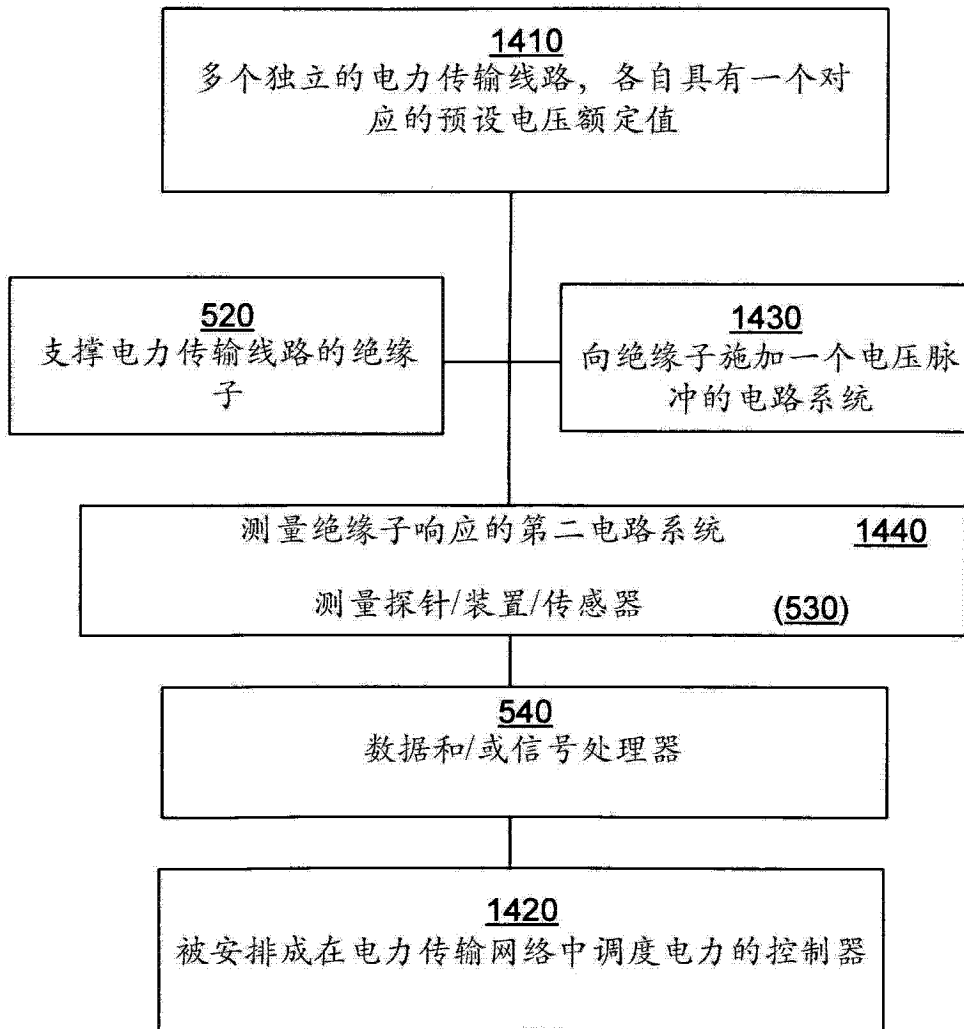 1410
多个独立的电力传输线路，各自具有一个对
应的预设电压额定值
520
支撑电力传输线路的绝缘
子
1430
向绝缘子施加一个电压脉
冲的电路系统
测量绝缘子响应的第二电路系统 1440
测量探针/装置/传感器 (530)
540
数据和/或信号处理器
1420
被安排成在电力传输网络中调度电力的控制器